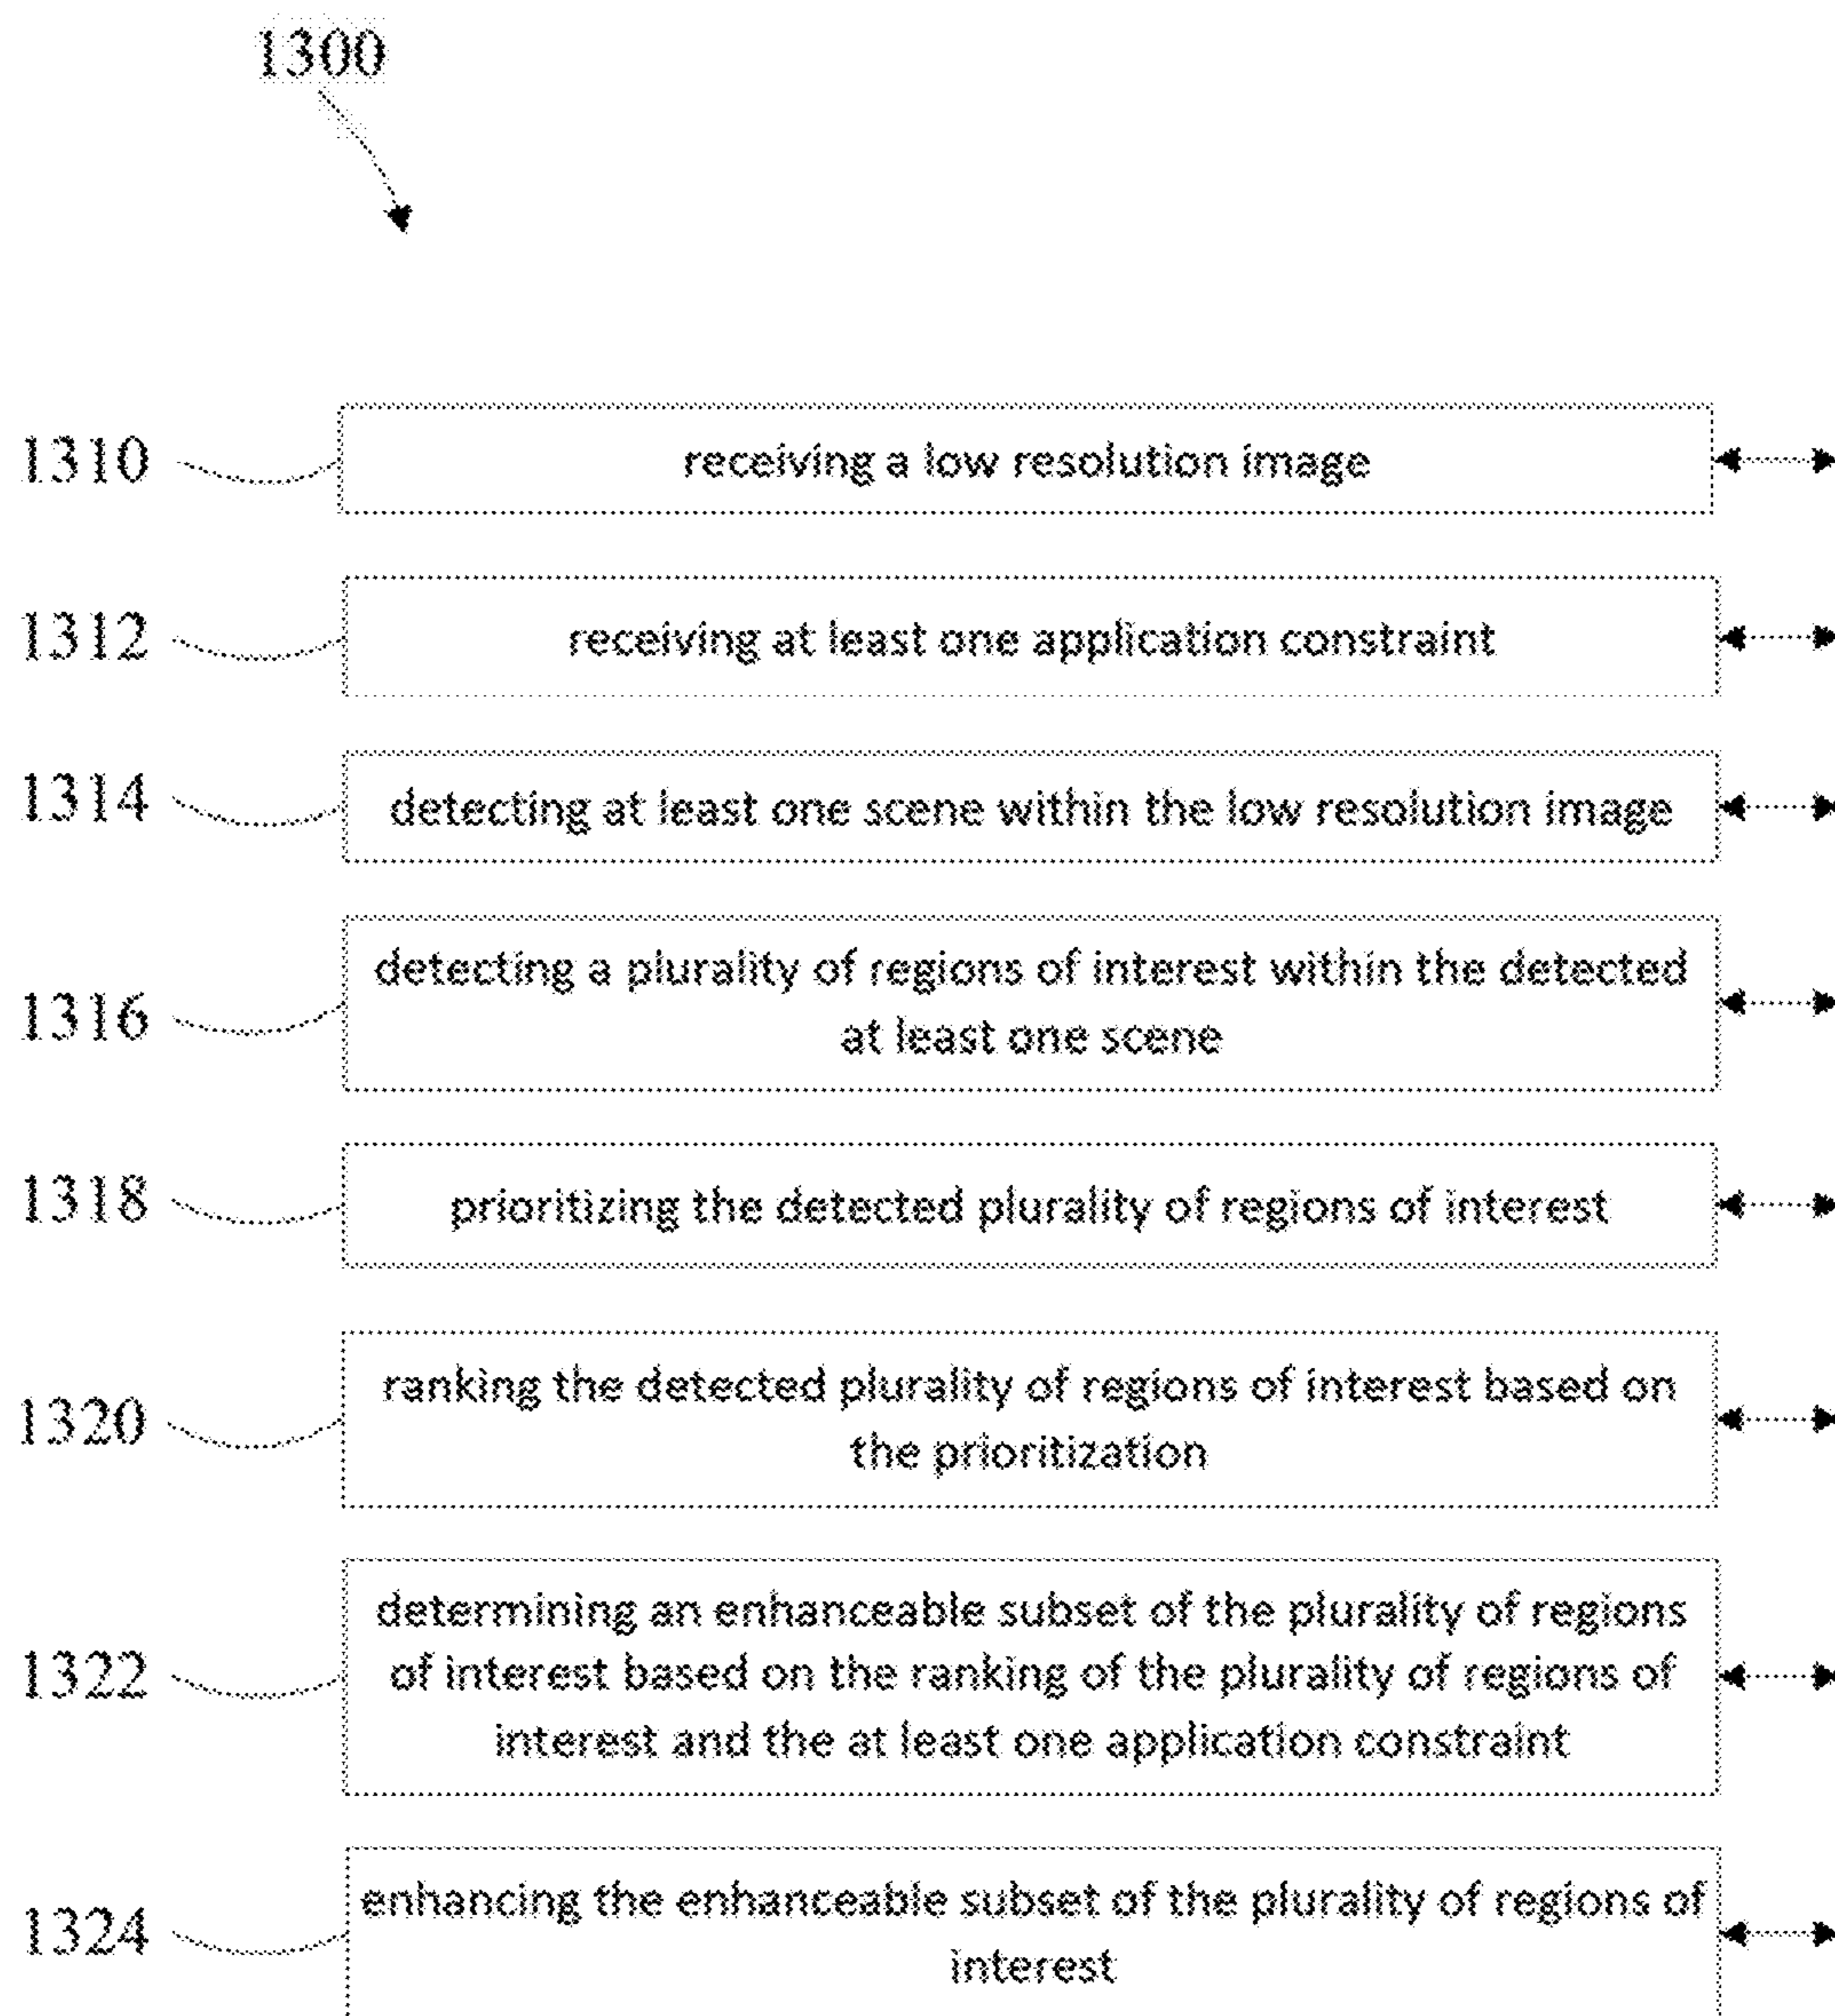 1300
1310
receiving a low resolution image
1312
receiving at least one application constraint
1314
detecting at least one scene within the low resolution image
1316
detecting a plurality of regions of interest within the detected
at least one scene
1318
prioritizing the detected plurality of regions of interest
1320
ranking the detected plurality of regions of interest based on
the prioritization
1322
determining an enhanceable subset of the plurality of regions
of interest based on the ranking of the plurality of regions of
interest and the at least one application constraint
1324
enhancing the enhanceable subset of the plurality of regions of
interest